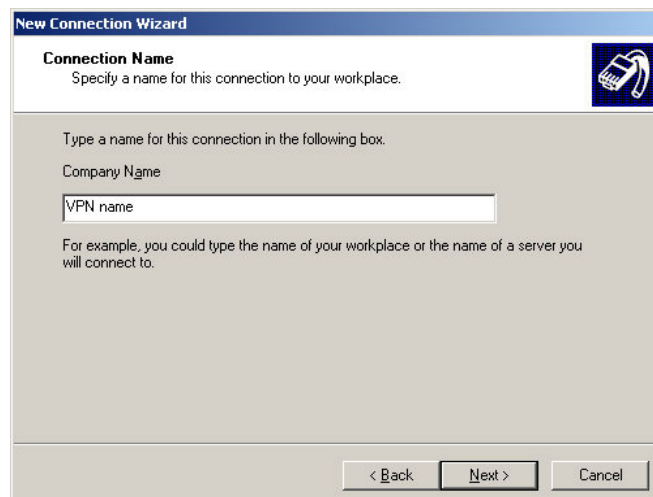 New Connection Wizard
Connection Name
Specify a name for this connection to your workplace.
Type a name for this connection in the following box.
Company Name
VPN name
For example, you could type the name of your workplace or the name of a server you
will connect to.
< Back
Next >
Cancel